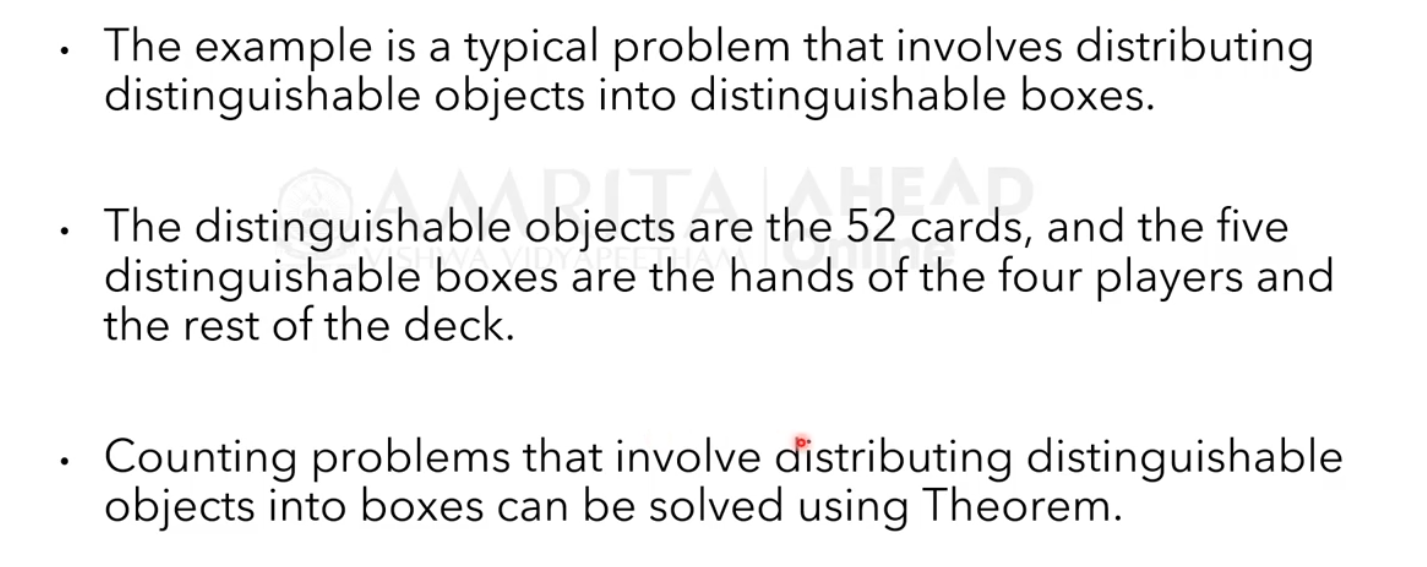 • The example is a typical problem that involves distributing
distinguishable objects into distinguishable boxes.
AMRITA AHEAD
VISHWA VIDYAPEETHAM Online
• The distinguishable objects are the 52 cards, and the five
distinguishable boxes are the hands of the four players and
the rest of the deck.
• Counting problems that involve distributing distinguishable
objects into boxes can be solved using Theorem.